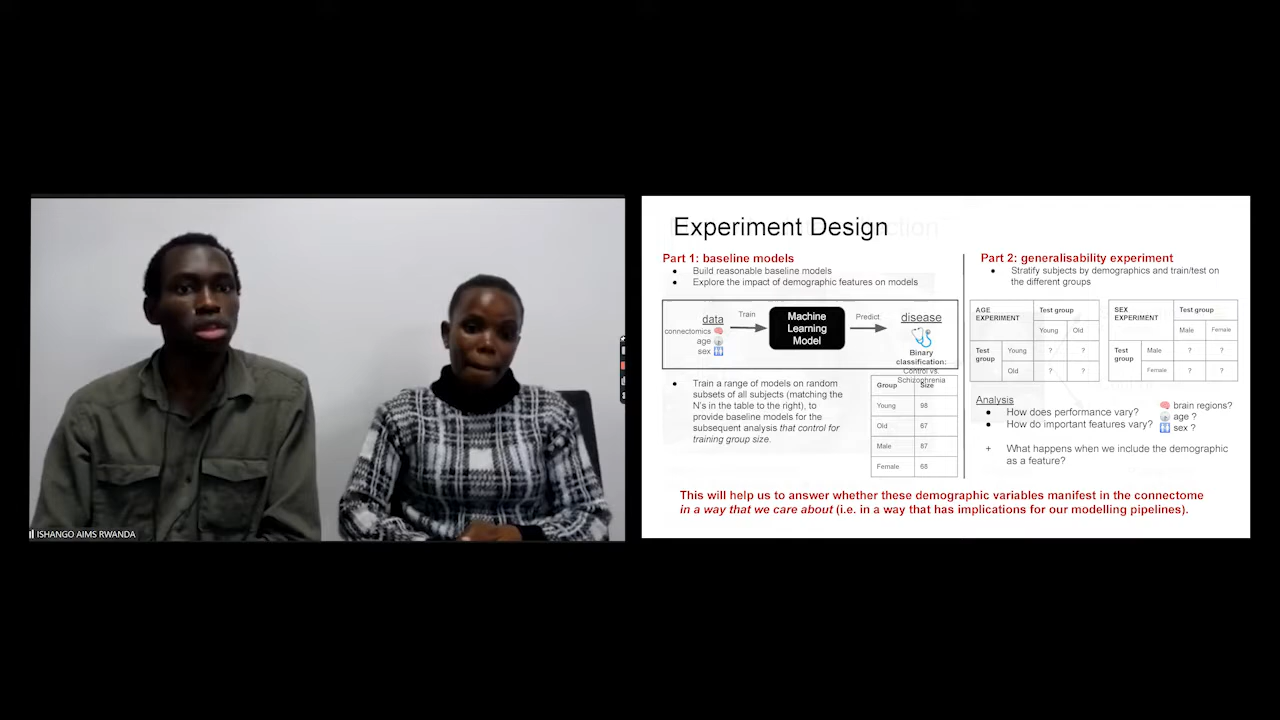 ISHANGO AIMS RWANDA
Experiment Design
Part 1: baseline models
● Build reasonable baseline models
● Explore the impact of demographic features on models
data
connectomics
age
sex
Train
Machine
Learning
Model
Predict
disease
Binary
classification:
Control vs.
Schizophrenia
● Train a range of models on random
subsets of all subjects (matching the
N's in the table to the right), to
provide baseline models for the
subsequent analysis that control for
training group size.
Group Size
Young 98
Old 67
Male 87
Female 68
Part 2: generalisability experiment
● Stratify subjects by demographics and train/test on
the different groups
AGE
EXPERIMENT
Test group
Young Old
Test
group
Young ? ?
Old ? ?
SEX
EXPERIMENT
Test group
Male Female
Test
group
Male ? ?
Female ? ?
Analysis
● How does performance vary?
● How do important features vary?
brain regions?
age ?
sex ?
+ What happens when we include the demographic
as a feature?
This will help us to answer whether these demographic variables manifest in the connectome
in a way that we care about (i.e. in a way that has implications for our modelling pipelines).